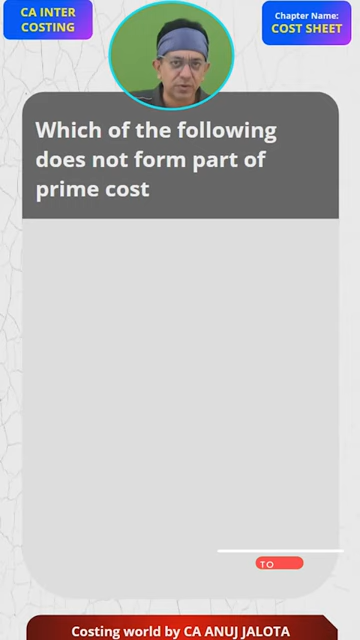 CA INTER
COSTING
Chapter Name:
COST SHEET
Which of the following
does not form part of
prime cost
TO
Costing world by CA ANUJ JALOTA